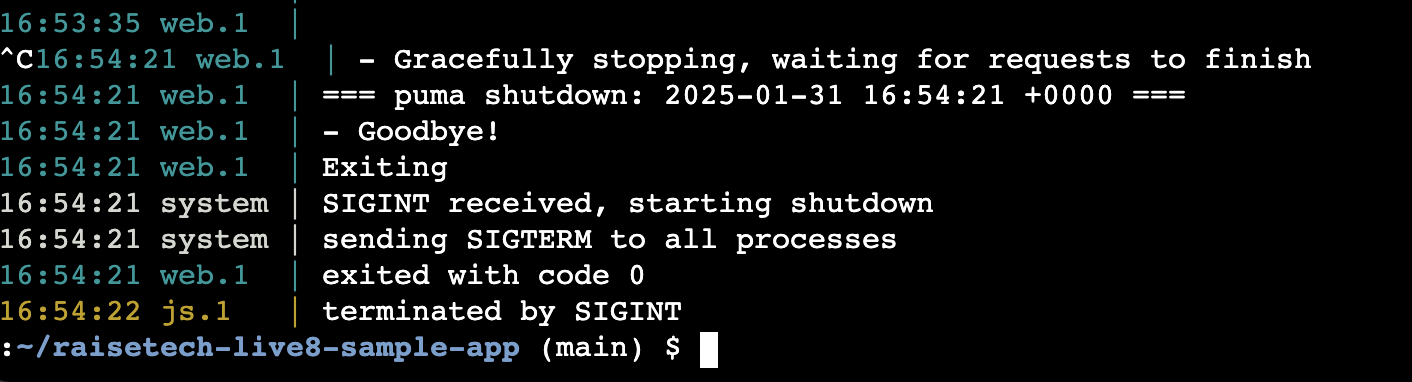 16:53:35 web.1  |
^C16:54:21 web.1  | - Gracefully stopping, waiting for requests to finish
16:54:21 web.1  | === puma shutdown: 2025-01-31 16:54:21 +0000 ===
16:54:21 web.1  | - Goodbye!
16:54:21 web.1  | Exiting
16:54:21 system | SIGINT received, starting shutdown
16:54:21 system | sending SIGTERM to all processes
16:54:21 web.1  | exited with code 0
16:54:22 js.1   | terminated by SIGINT
:~/raisetech-live8-sample-app (main) $